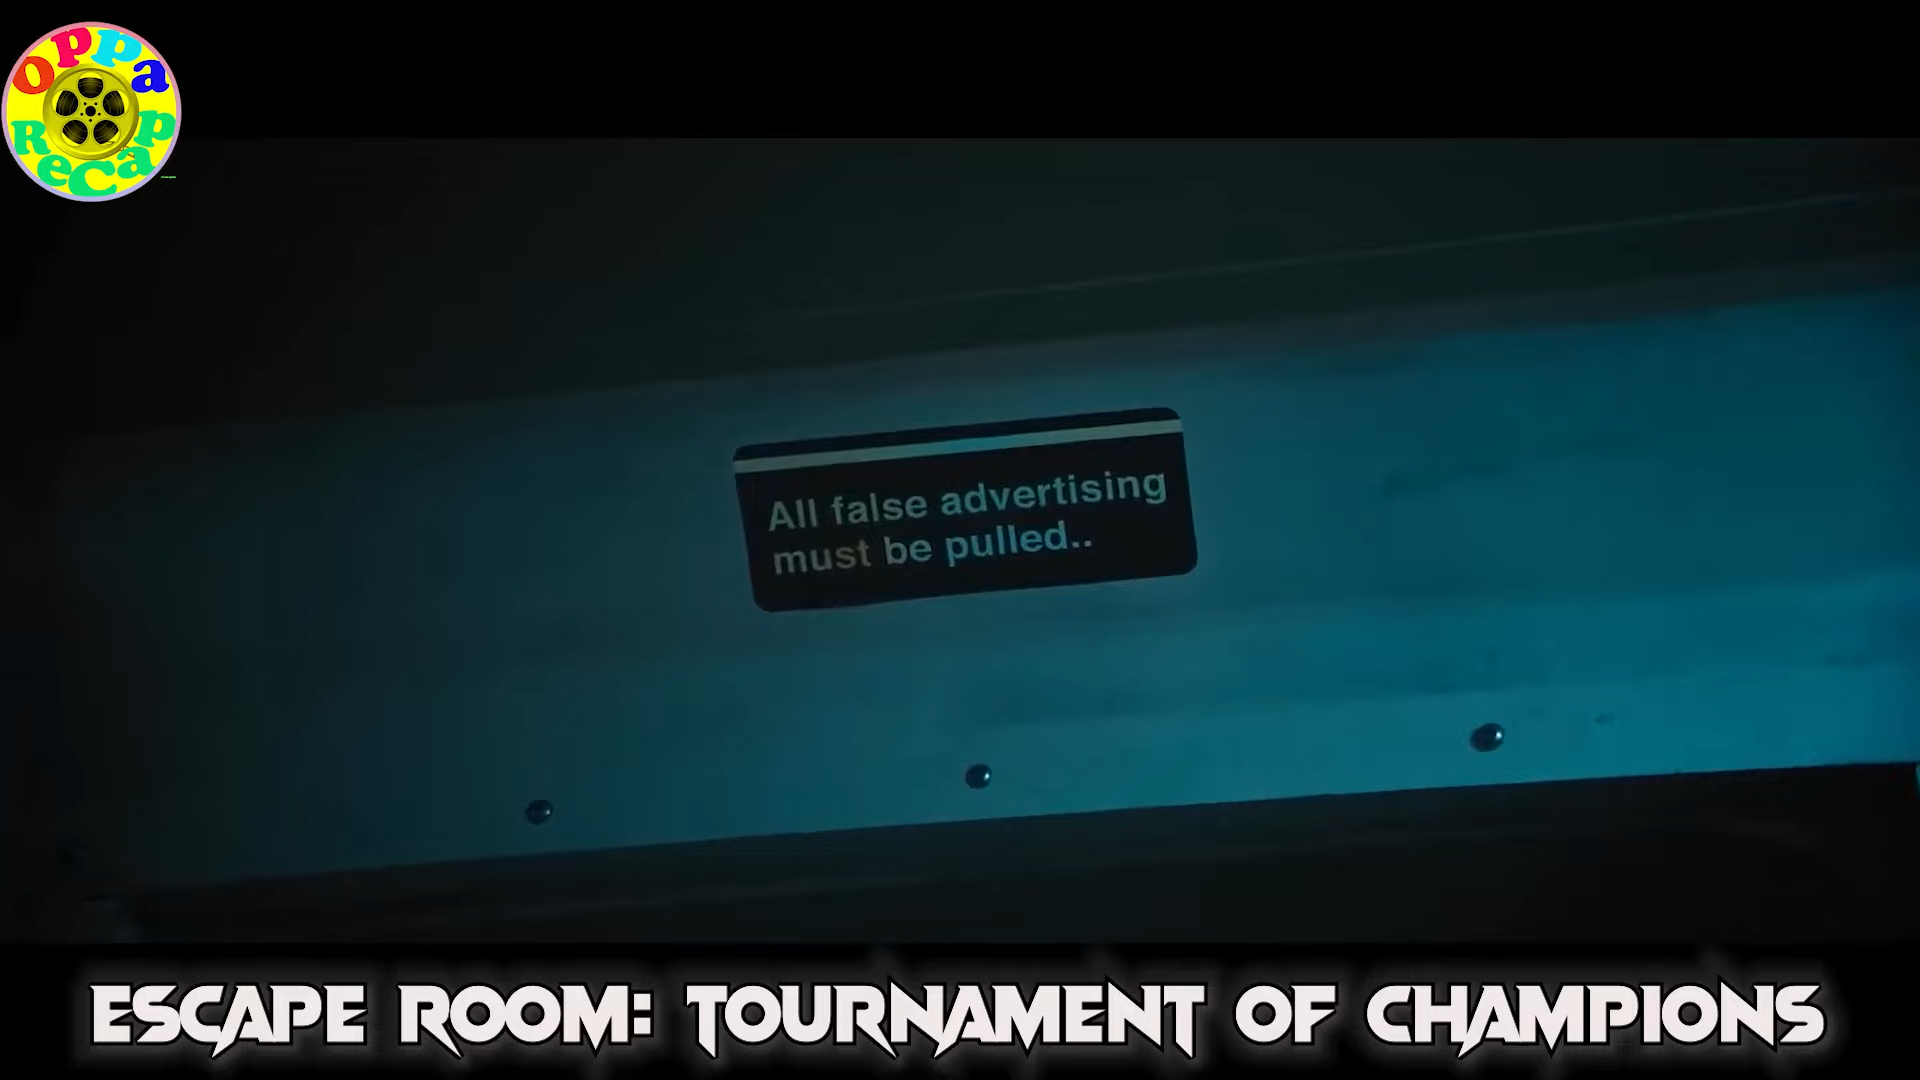 Oppa
ReCap
All false advertising
must be pulled..
ESCAPE ROOM: TOURNAMENT OF CHAMPIONS